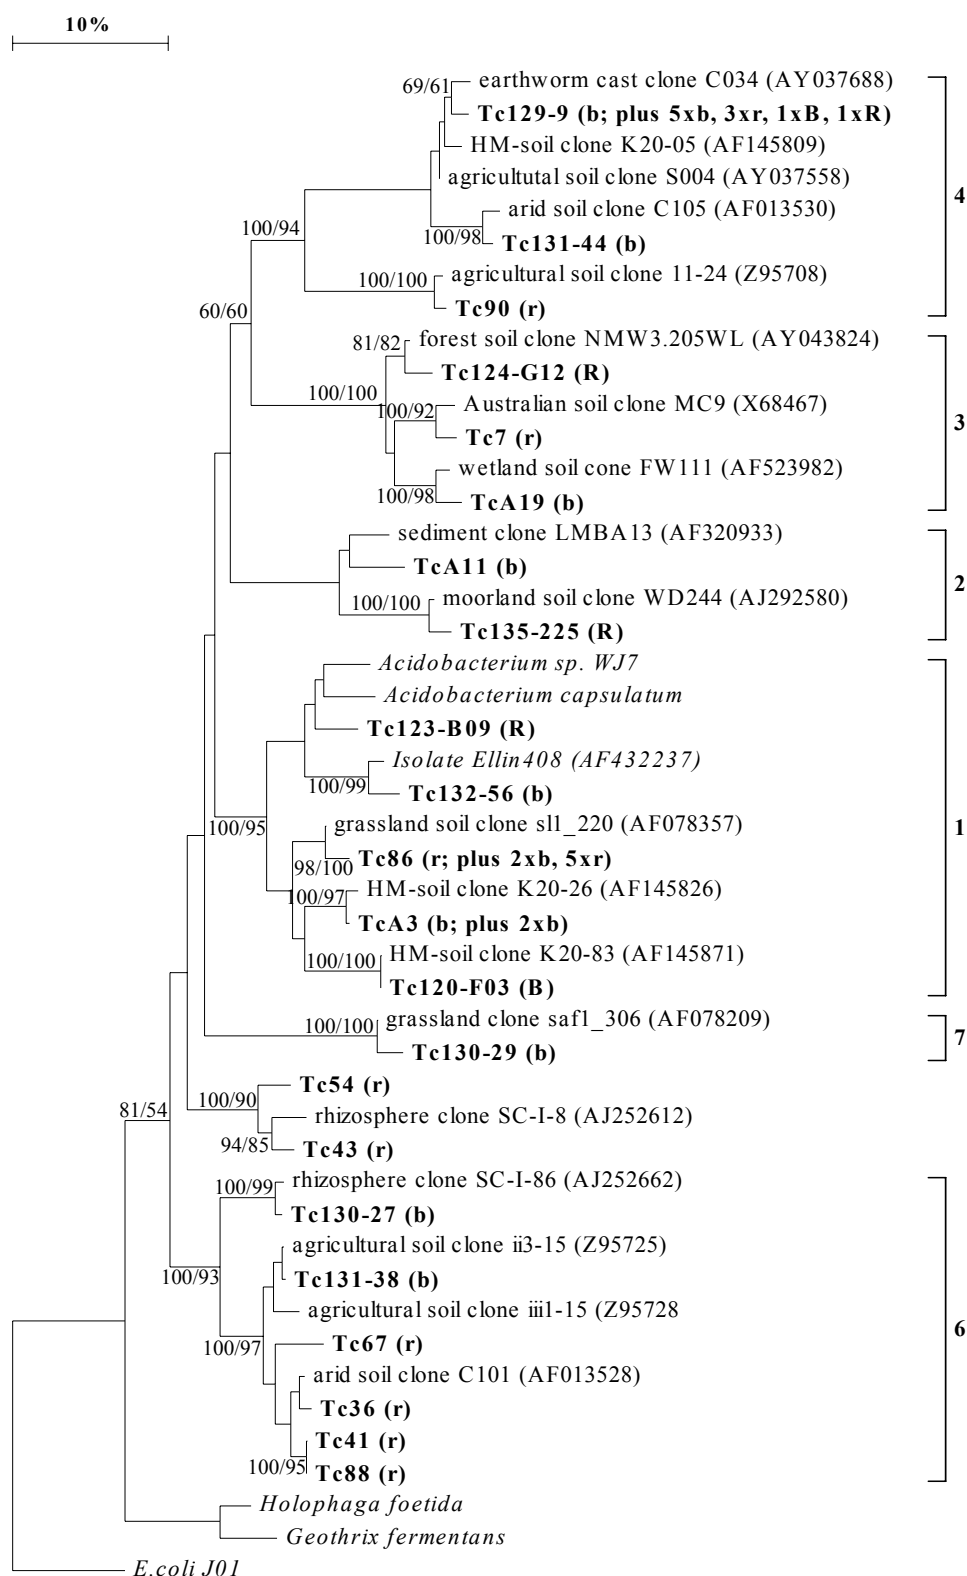 10%
69/61
earthworm cast clone C034 (AY037688)
Tc129-9 (b; plus 5xb, 3xr, 1xB, 1xR)
HM-soil clone K20-05 (AF145809)
agricultutal soil clone S004 (AY037558)
4
arid soil clone C105 (AF013530)
100/94
100/98
Tc131-44 (b)
100/100
agricultural soil clone 11-24 (Z95708)
Tc90 (r)
60/60
81/82
forest soil clone NMW3.205WL (AY043824)
Tc124-G12 (R)
100/100
Australian soil clone MC9 (X68467)
100/92
3
Tc7 (r)
wetland soil cone FW111 (AF523982)
100/98
TcA19 (b)
sediment clone LMBA13 (AF320933)
TcA11 (b)
2
100/100
moorland soil clone WD244 (AJ292580)
Tc135-225 (R)
Acidobacterium sp. WJ7
Acidobacterium capsulatum
Tc123-B09 (R)
Isolate Ellin408 (AF432237)
100/99
Tc132-56 (b)
100/95
grassland soil clone sl1_220 (AF078357)
1
Tc86 (r; plus 2xb, 5xr)
98/100
HM-soil clone K20-26 (AF145826)
100/97
TcA3 (b; plus 2xb)
HM-soil clone K20-83 (AF145871)
100/100
Tc120-F03 (B)
grassland clone saf1_306 (AF078209)
100/100
7
Tc130-29 (b)
Tc54 (r)
100/90
81/54
rhizosphere clone SC-I-8 (AJ252612)
94/85
Tc43 (r)
rhizosphere clone SC-I-86 (AJ252662)
100/99
Tc130-27 (b)
agricultural soil clone ii3-15 (Z95725)
100/93
Tc131-38 (b)
agricultural soil clone iii1-15 (Z95728
6
100/97
Tc67 (r)
arid soil clone C101 (AF013528)
Tc36 (r)
Tc41 (r)
100/95
Tc88 (r)
Holophaga foetida
Geothrix fermentans
E.coli J01